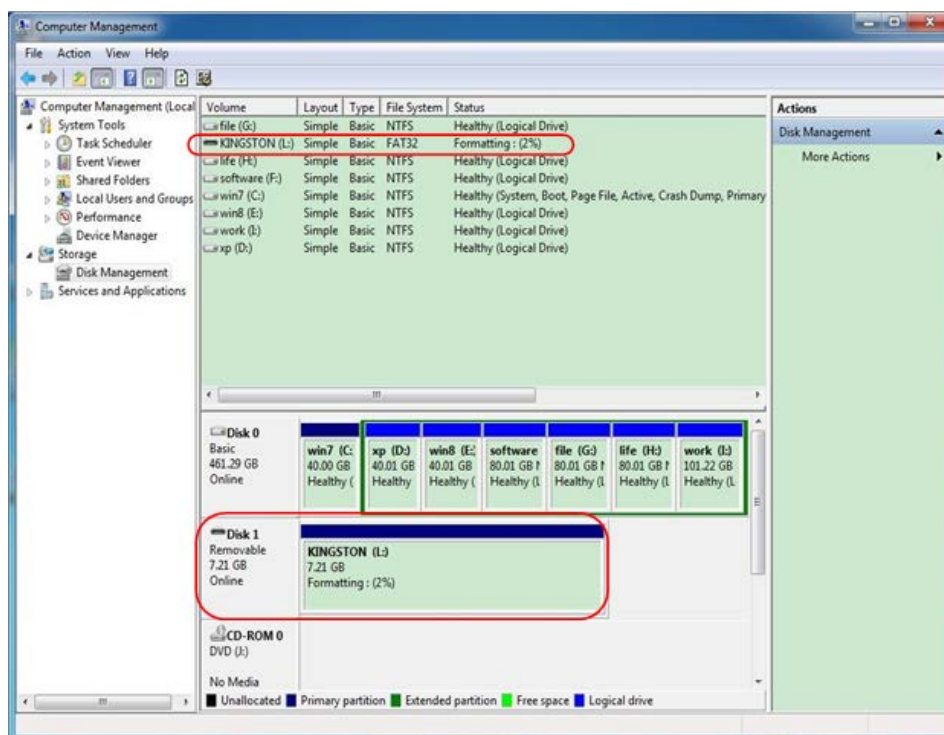 Computer Management
File Action View Help
Computer Management (Local
System Tools
Task Scheduler
Event Viewer
Shared Folders
Local Users and Groups
Performance
Device Manager
Storage
Disk Management
Services and Applications
Volume Layout Type File System Status
file (G:) Simple Basic NTFS Healthy (Logical Drive)
KINGSTON (L:) Simple Basic FAT32 Formatting : (2%)
life (H:) Simple Basic NTFS Healthy (Logical Drive)
software (F:) Simple Basic NTFS Healthy (Logical Drive)
win7 (C:) Simple Basic NTFS Healthy (System, Boot, Page File, Active, Crash Dump, Primary
win8 (E:) Simple Basic NTFS Healthy (Logical Drive)
work (I:) Simple Basic NTFS Healthy (Logical Drive)
xp (D:) Simple Basic NTFS Healthy (Logical Drive)
Disk 0
Basic
461.29 GB
Online
win7 (C: xp (D:) win8 (E: software file (G:) life (H:) work (I:)
40.00 GB 40.01 GB 40.01 GB 80.01 GB 80.01 GB 80.01 GB 101.22 GB
Healthy ( Healthy Healthy ( Healthy (L Healthy (L Healthy (L Healthy (L
Disk 1
Removable
7.21 GB
Online
KINGSTON (L:)
7.21 GB
Formatting : (2%)
CD-ROM 0
DVD (J:)
No Media
Unallocated Primary partition Extended partition Free space Logical drive
Actions
Disk Management
More Actions